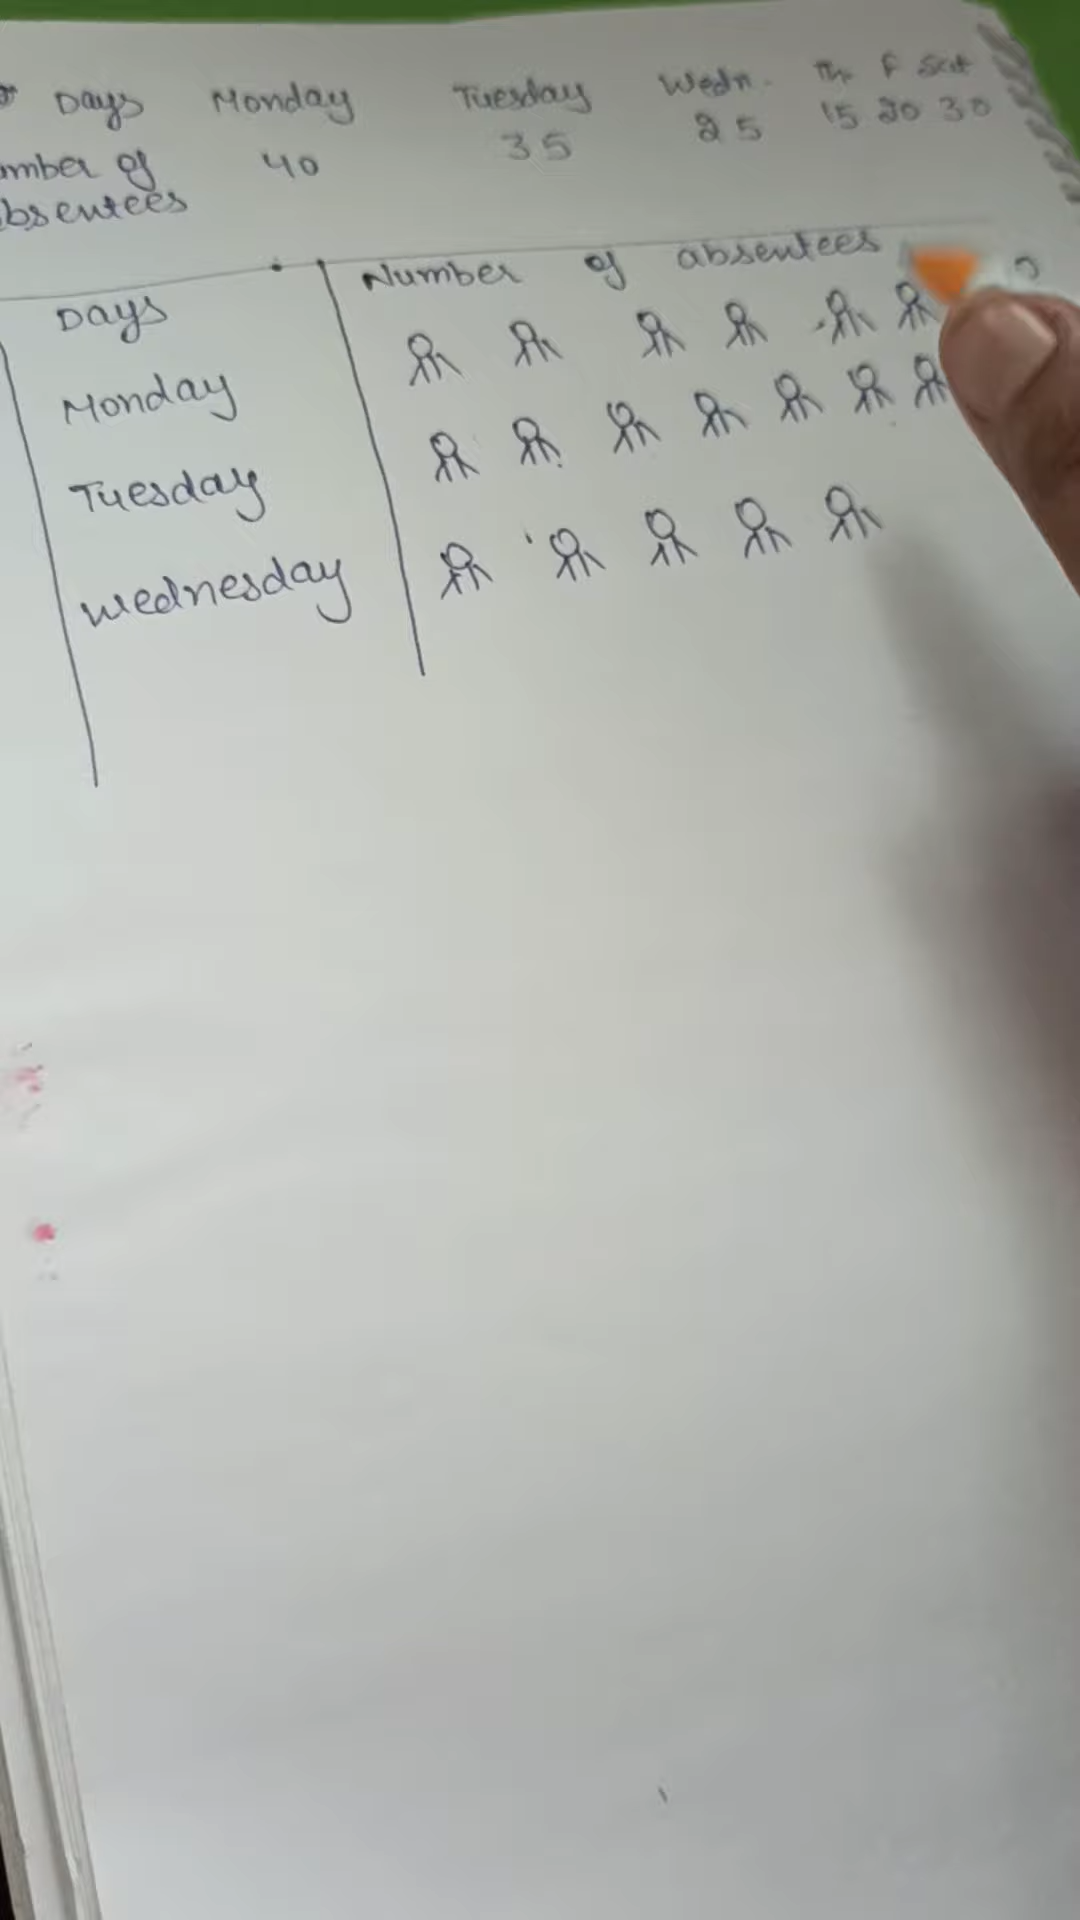 Days Monday Tuesday Wedn. Th F Sat
mber of 40 35 25 15 20 30
bsentees
Days Number of absentees
Monday
Tuesday
Wednesday